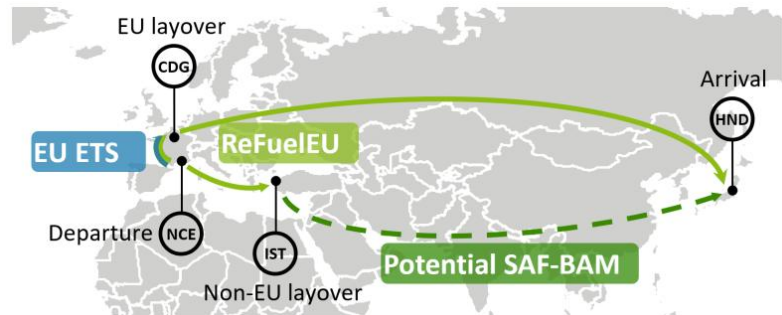 EU layover
CDG
Arrival
HND
EU ETS
ReFuelEU
Departure
NCE
IST
Potential SAF-BAM
Non-EU layover